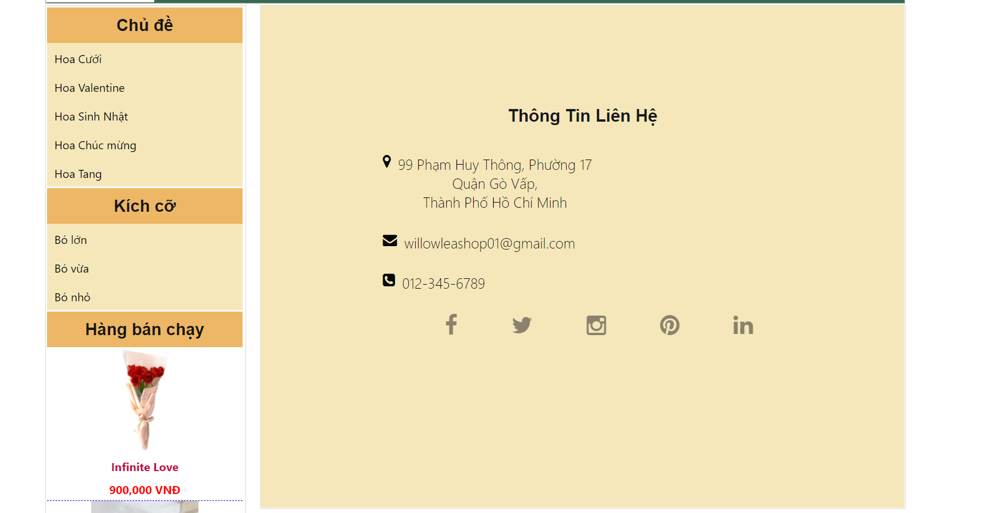 Chủ đề
Hoa Cưới
Hoa Valentine
Hoa Sinh Nhật
Hoa Chúc mừng
Hoa Tang
Kích cỡ
Bó lớn
Bó vừa
Bó nhỏ
Hàng bán chạy
Infinite Love
900,000 VNĐ
Thông Tin Liên Hệ
99 Phạm Huy Thông, Phường 17
Quận Gò Vấp,
Thành Phố Hồ Chí Minh
willowleashop01@gmail.com
012-345-6789